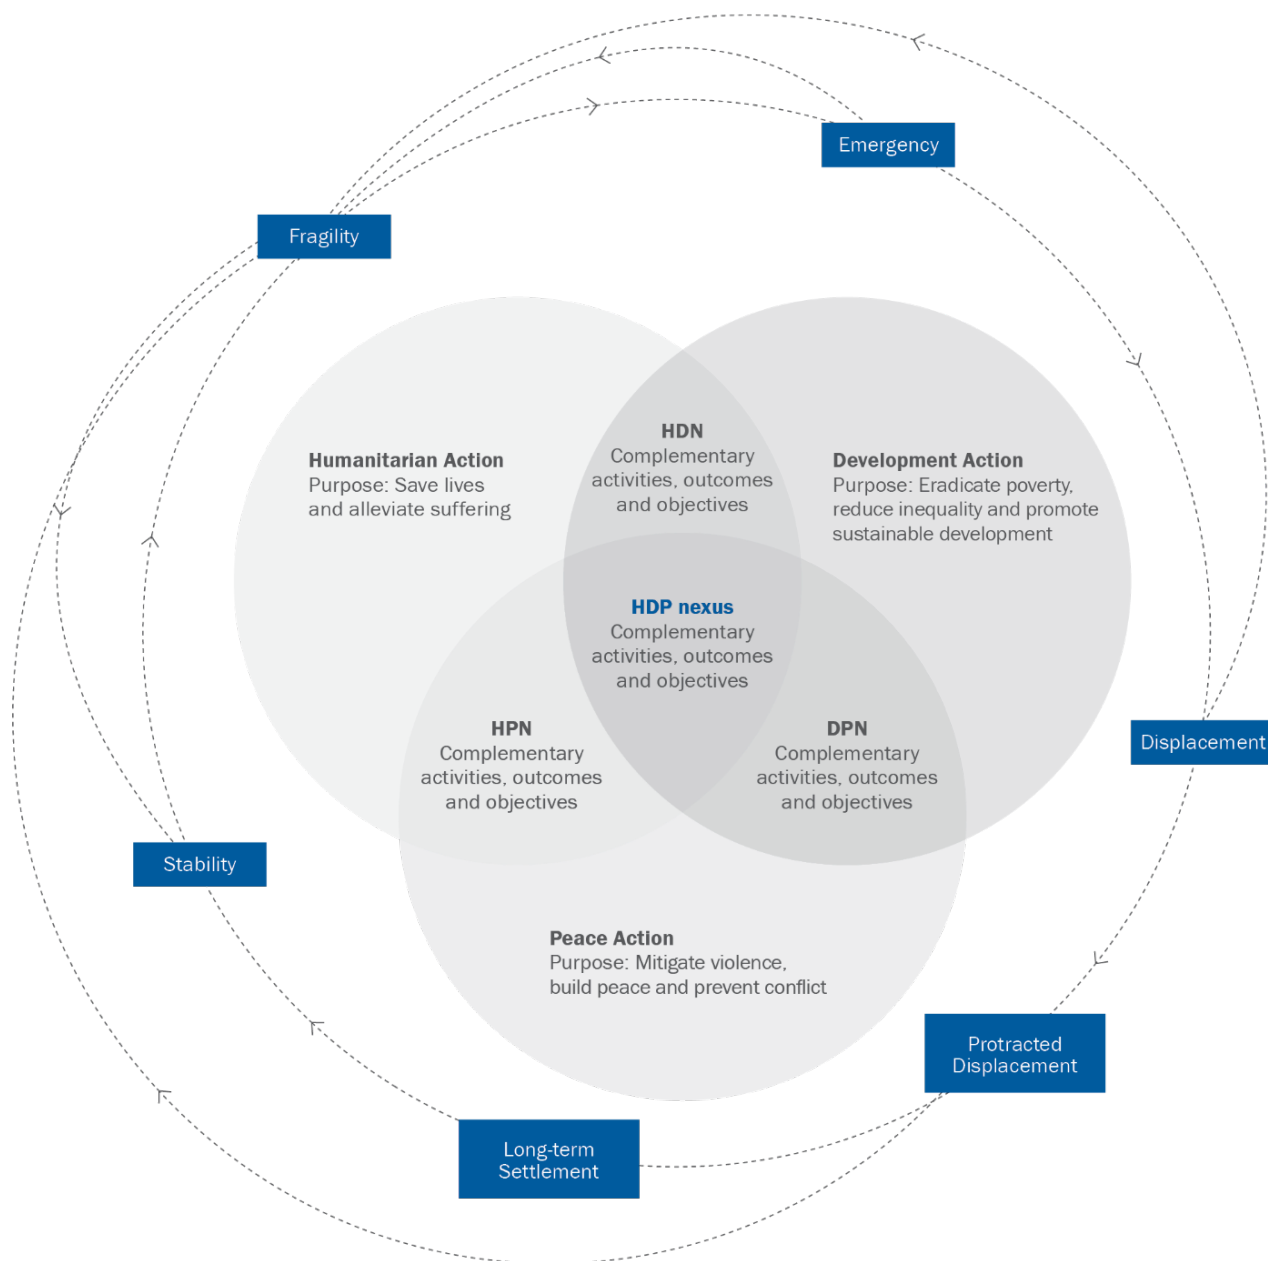 Emergency
Fragility
HDN
Complementary
activities, outcomes
and objectives
Humanitarian Action
Purpose: Save lives
and alleviate suffering
Development Action
Purpose: Eradicate poverty,
reduce inequality and promote
sustainable development
HDP nexus
Complementary
activities, outcomes
and objectives
HPN
Complementary
activities, outcomes
and objectives
DPN
Complementary
activities, outcomes
and objectives
Displacement
Stability
Peace Action
Purpose: Mitigate violence,
build peace and prevent conflict
Protracted
Displacement
Long-term
Settlement